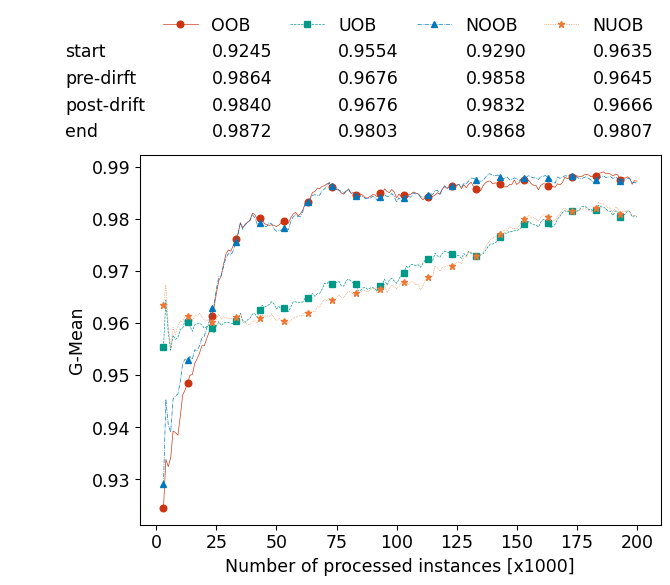 OOB UOB NOOB NUOB
start 0.9245 0.9554 0.9290 0.9635
pre-dirft 0.9864 0.9676 0.9858 0.9645
post-drift 0.9840 0.9676 0.9832 0.9666
end 0.9872 0.9803 0.9868 0.9807
0.99
0.98
0.97
0.96
0.95
0.94
0.93
G-Mean
0 25 50 75 100 125 150 175 200
Number of processed instances [x1000]